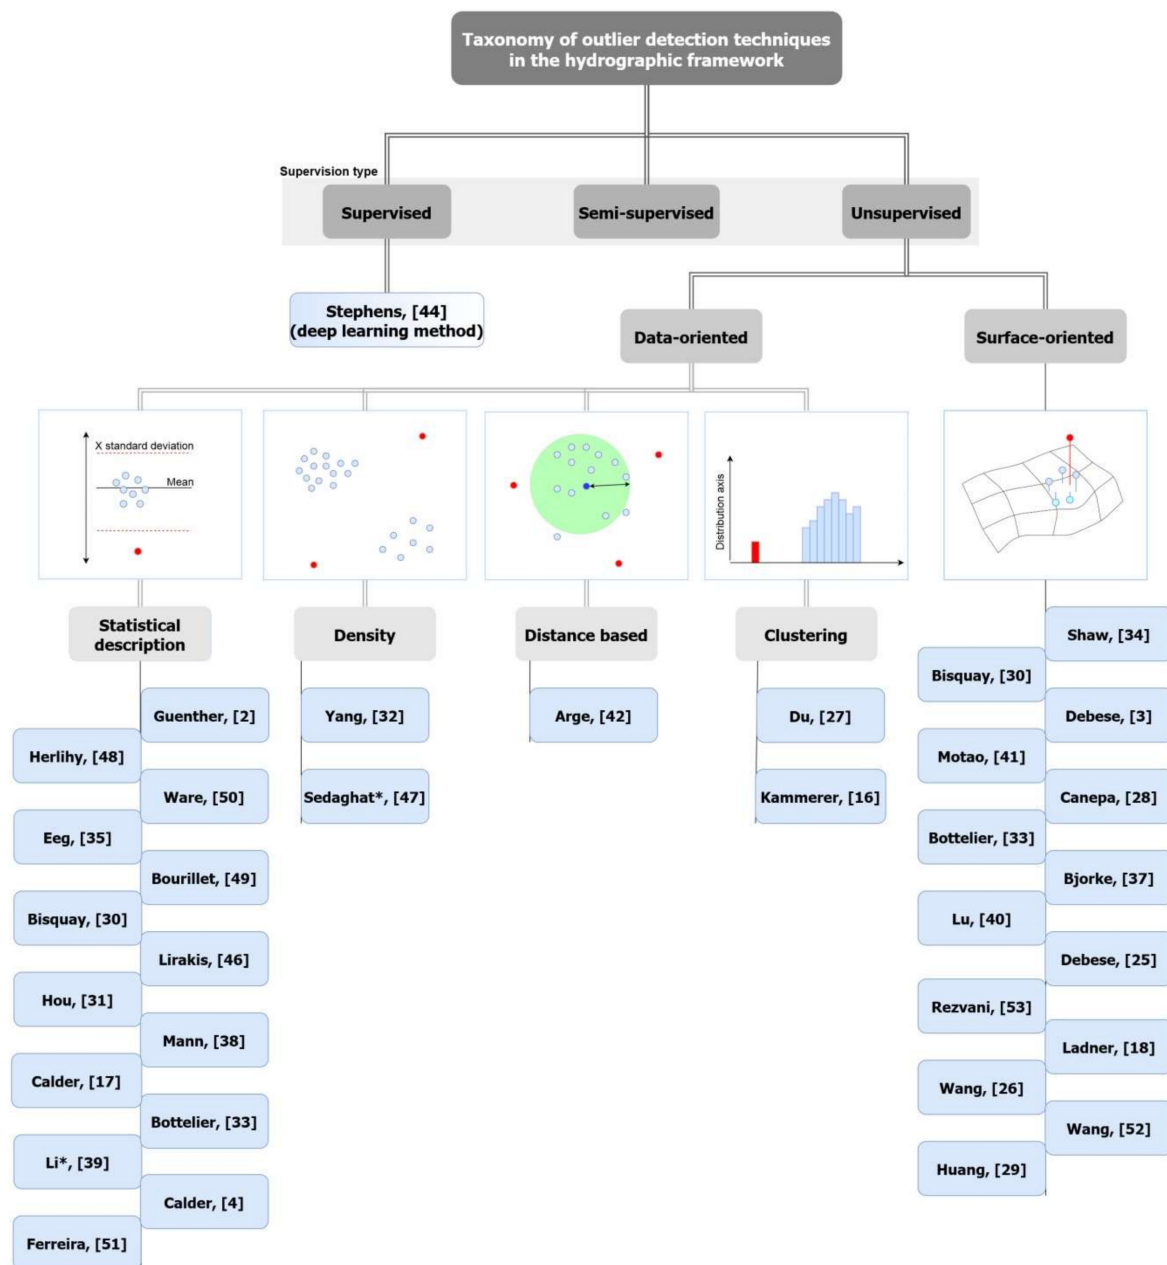 Taxonomy of outlier detection techniques
in the hydrographic framework
Supervision type
Supervised
Semi-supervised
Unsupervised
Stephens, [44]
(deep learning method)
Data-oriented
Surface-oriented
X standard deviation
Mean
Distribution axis
Statistical
description
Density
Distance based
Clustering
Guenther, [2]
Herlihy, [48]
Ware, [50]
Eeg, [35]
Bourillet, [49]
Bisquay, [30]
Lirakis, [46]
Hou, [31]
Mann, [38]
Calder, [17]
Bottelier, [33]
Li*, [39]
Calder, [4]
Ferreira, [51]
Yang, [32]
Sedaghat*, [47]
Arge, [42]
Du, [27]
Kammerer, [16]
Shaw, [34]
Bisquay, [30]
Debese, [3]
Motao, [41]
Canepa, [28]
Bottelier, [33]
Bjorke, [37]
Lu, [40]
Debese, [25]
Rezvani, [53]
Ladner, [18]
Wang, [26]
Wang, [52]
Huang, [29]